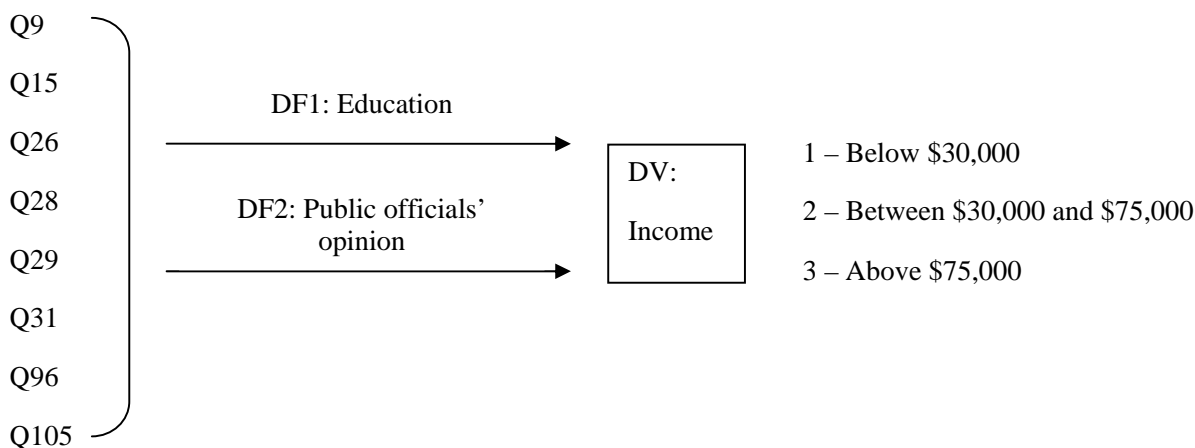 Q9
Q15
Q26
Q28
Q29
Q31
Q96
Q105
DF1: Education
DF2: Public officials’
opinion
DV:
Income
1 – Below $30,000
2 – Between $30,000 and $75,000
3 – Above $75,000